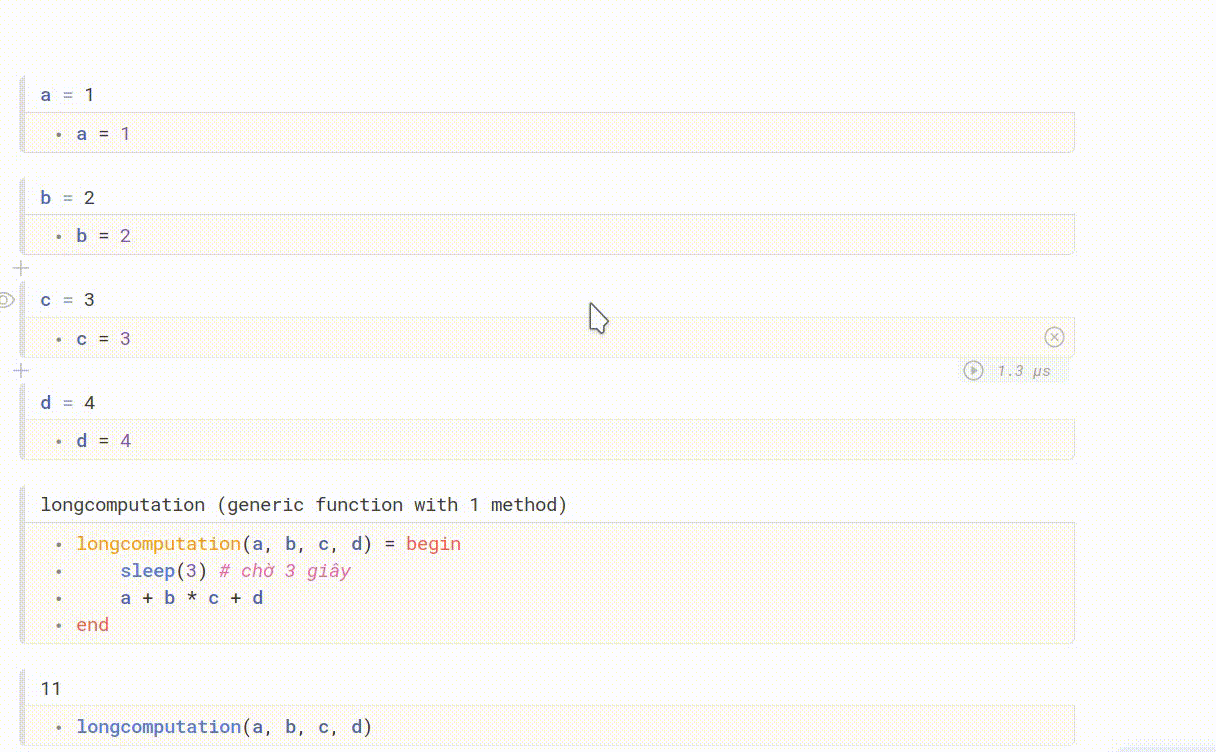 a = 1
• a = 1
b = 2
• b = 2
c = 3
• c = 3
1.3 μs
d = 4
• d = 4
longcomputation (generic function with 1 method)
• longcomputation(a, b, c, d) = begin
•     sleep(3) # chờ 3 giây
•     a + b * c + d
• end
11
• longcomputation(a, b, c, d)